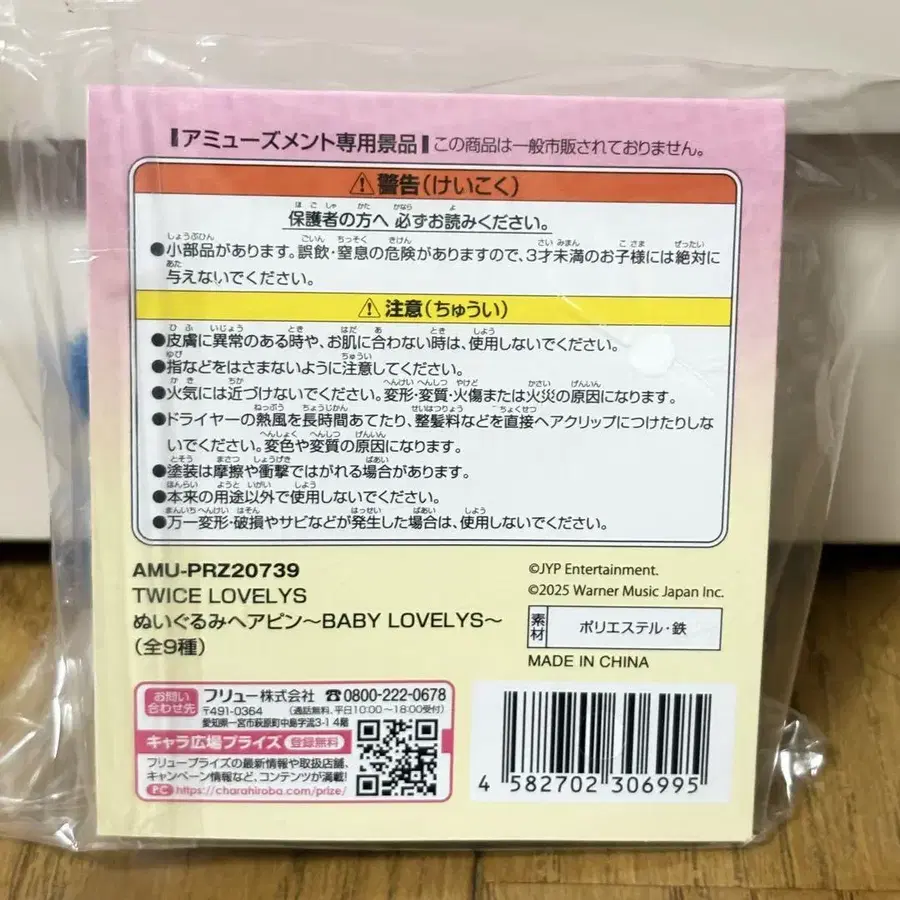 アミューズメント専用景品 この商品は一般市販されておりません。
⚠警告(けいこく)
保護者の方へ 必ずお読みください。
●小部品があります。誤飲・窒息の危険がありますので、3才未満のお子様には絶対に
与えないでください。
⚠注意(ちゅうい)
●皮膚に異常のある時や、お肌に合わない時は、使用しないでください。
●指などをはさまないように注意してください。
●火気には近づけないでください。変形・変質・火傷または火災の原因になります。
●ドライヤーの熱風を長時間あてたり、整髪料などを直接ヘアクリップにつけたりしな
いでください。変色や変質の原因になります。
●塗装は摩擦や衝撃ではがれる場合があります。
●本来の用途以外で使用しないでください。
●万一変形・破損やサビなどが発生した場合は、使用しないでください。
AMU-PRZ20739
TWICE LOVELYS
ぬいぐるみヘアピン〜BABY LOVELYS〜
(全9種)
©JYP Entertainment.
©2025 Warner Music Japan Inc.
素材 ポリエステル・鉄
MADE IN CHINA
お問い合わせ先 フリュー株式会社 ☎0800-222-0678
〒491-0364 (通話無料、平日10:00〜18:00受付)
愛知県一宮市萩原町中島字流3-1 4階
キャラ広場プライズ 登録無料
フリュープライズの最新情報や取扱店舗、
キャンペーン情報など、コンテンツが満載!
PC https://charahiroba.com/prize/
4 582702 306995